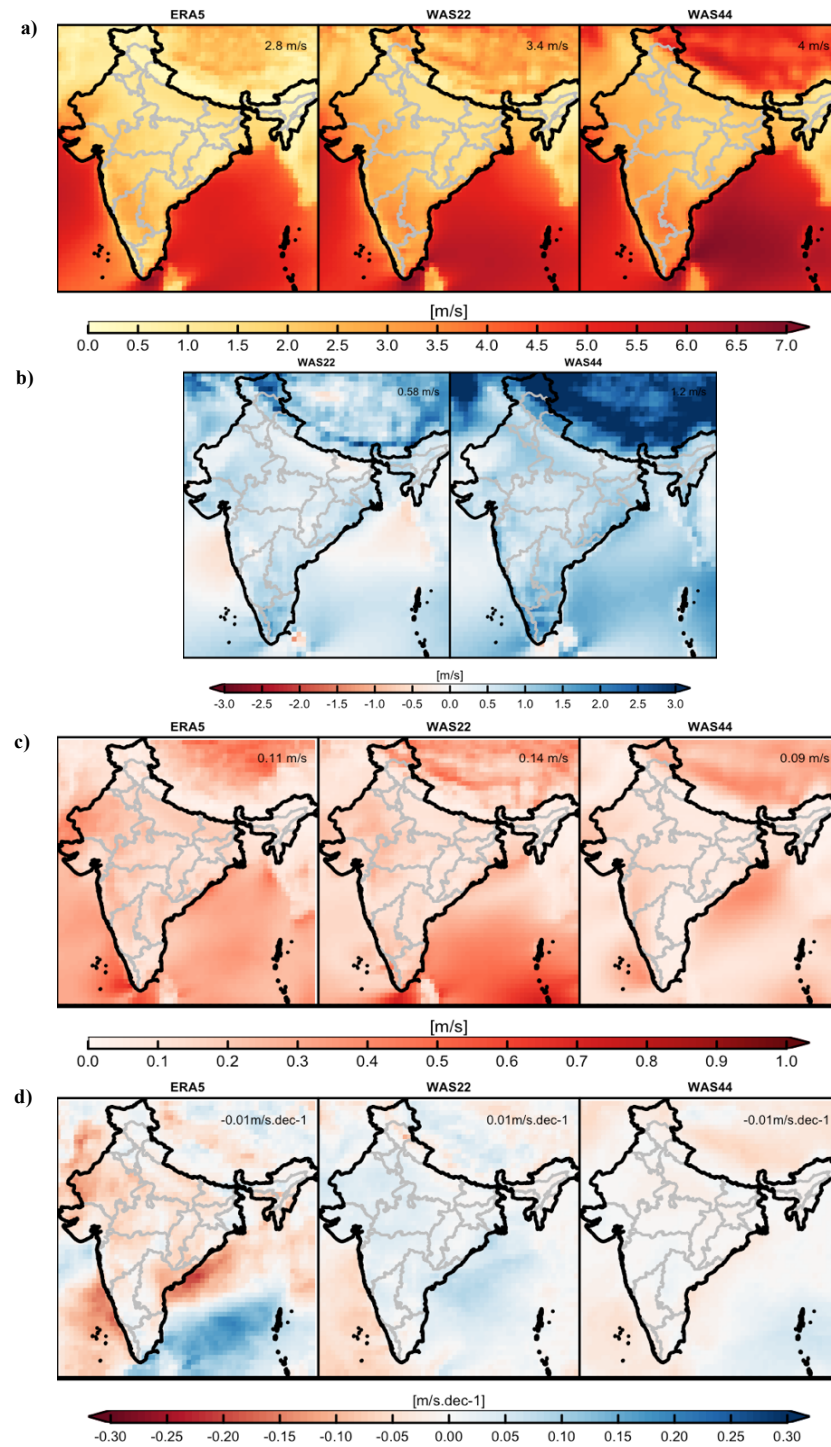 a)
ERA5 WAS22 WAS44
2.8 m/s 3.4 m/s 4 m/s
[m/s]
0.0 0.5 1.0 1.5 2.0 2.5 3.0 3.5 4.0 4.5 5.0 5.5 6.0 6.5 7.0
b)
WAS22 WAS44
0.58 m/s 1.2 m/s
[m/s]
-3.0 -2.5 -2.0 -1.5 -1.0 -0.5 0.0 0.5 1.0 1.5 2.0 2.5 3.0
c)
ERA5 WAS22 WAS44
0.11 m/s 0.14 m/s 0.09 m/s
[m/s]
0.0 0.1 0.2 0.3 0.4 0.5 0.6 0.7 0.8 0.9 1.0
d)
ERA5 WAS22 WAS44
-0.01m/s.dec-1 0.01m/s.dec-1 -0.01m/s.dec-1
[m/s.dec-1]
-0.30 -0.25 -0.20 -0.15 -0.10 -0.05 0.00 0.05 0.10 0.15 0.20 0.25 0.30